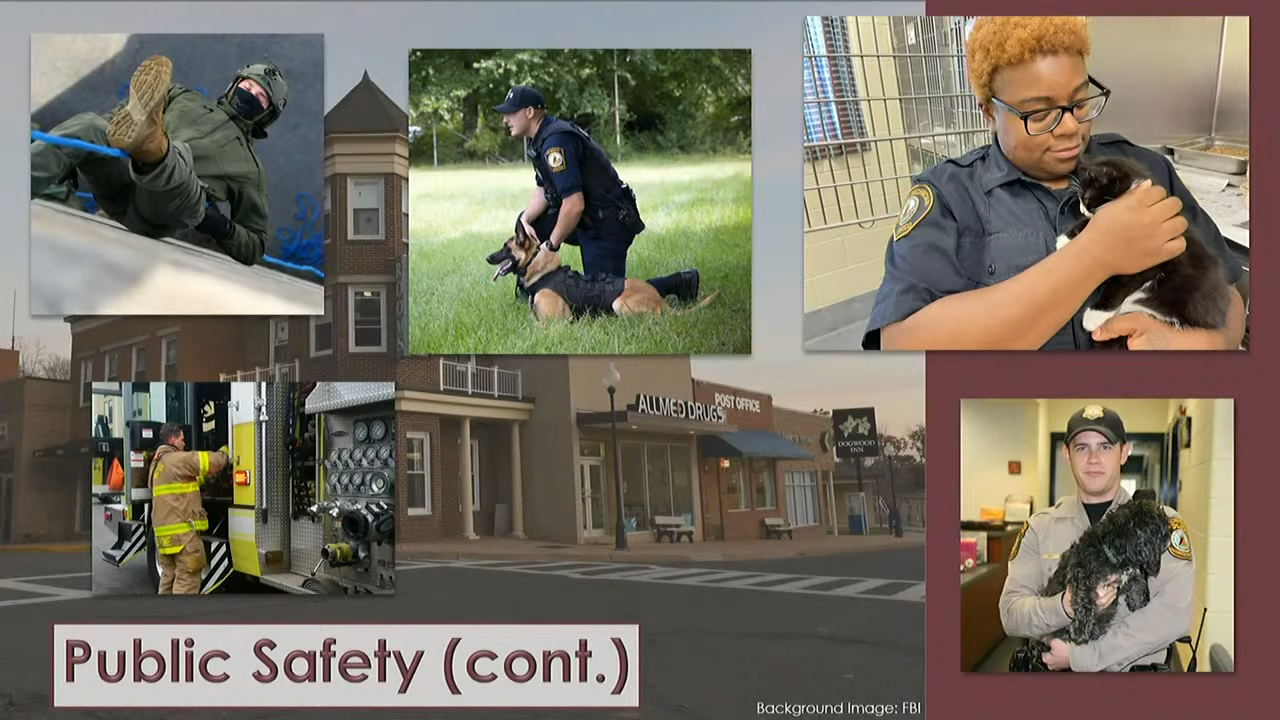 ALLMED DRUGS
POST OFFICE
DOGWOOD
INN
Public Safety (cont.)
Background Image: FBI